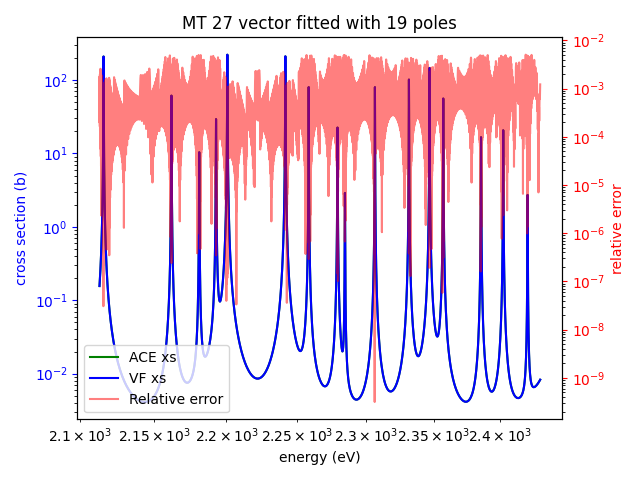 MT 27 vector fitted with 19 poles
10² 10¹ 10⁰ 10⁻¹ 10⁻²
cross section (b)
10⁻² 10⁻³ 10⁻⁴ 10⁻⁵ 10⁻⁶ 10⁻⁷ 10⁻⁸ 10⁻⁹
relative error
ACE xs
VF xs
Relative error
2.1 × 10³ 2.15 × 10³ 2.2 × 10³ 2.25 × 10³ 2.3 × 10³ 2.35 × 10³ 2.4 × 10³
energy (eV)